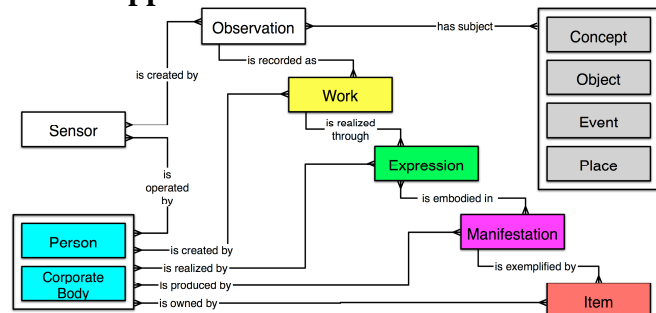 Observation
has subject
Concept
is recorded as
is created by
Object
Work
Sensor
is realized
through
Event
Expression
Place
is
operated
by
is embodied in
Person
Manifestation
is created by
is realized by
is exemplified by
Corporate
Body
is produced by
is owned by
Item